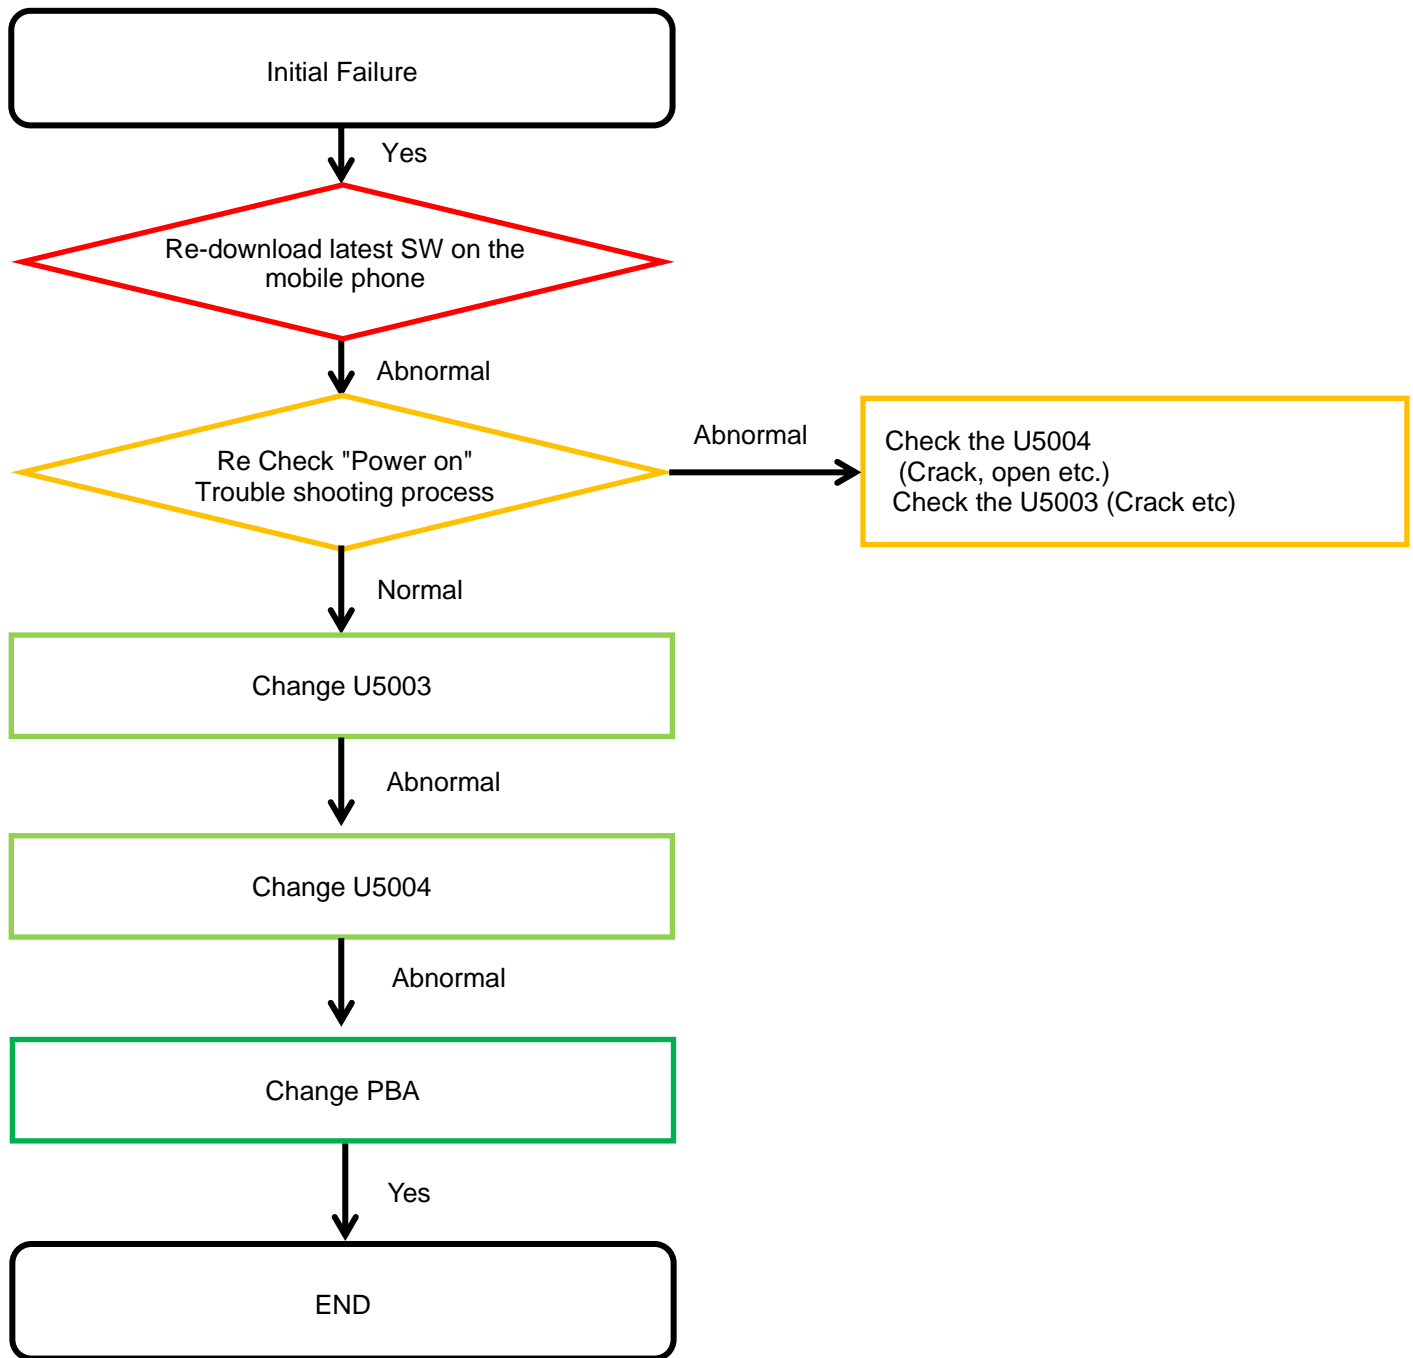 Initial Failure
Yes
Re-download latest SW on the
mobile phone
Abnormal
Re Check "Power on"
Trouble shooting process
Abnormal
Check the U5004
(Crack, open etc.)
Check the U5003 (Crack etc)
Normal
Change U5003
Abnormal
Change U5004
Abnormal
Change PBA
Yes
END